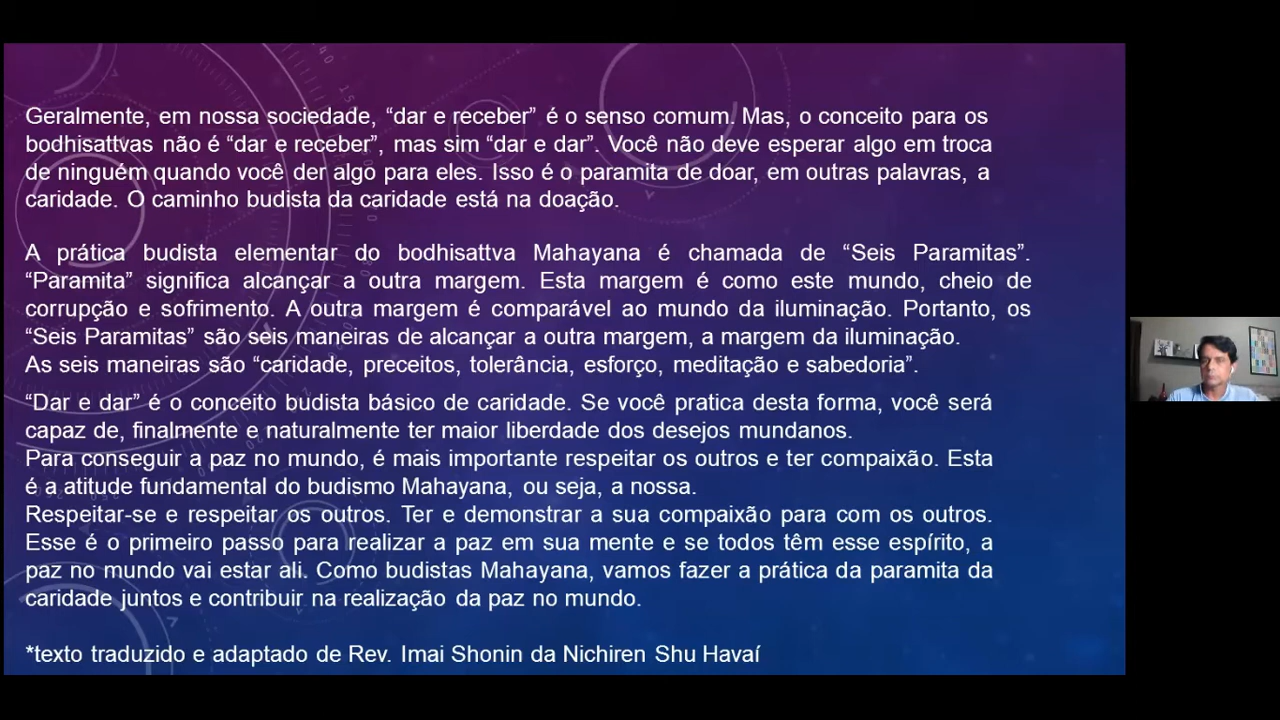 Geralmente, em nossa sociedade, “dar e receber” é o senso comum. Mas, o conceito para os
bodhisattvas não é “dar e receber”, mas sim “dar e dar”. Você não deve esperar algo em troca
de ninguém quando você der algo para eles. Isso é o paramita de doar, em outras palavras, a
caridade. O caminho budista da caridade está na doação.
A prática budista elementar do bodhisattva Mahayana é chamada de “Seis Paramitas”.
“Paramita” significa alcançar a outra margem. Esta margem é como este mundo, cheio de
corrupção e sofrimento. A outra margem é comparável ao mundo da iluminação. Portanto, os
“Seis Paramitas” são seis maneiras de alcançar a outra margem, a margem da iluminação.
As seis maneiras são “caridade, preceitos, tolerância, esforço, meditação e sabedoria”.
“Dar e dar” é o conceito budista básico de caridade. Se você pratica desta forma, você será
capaz de, finalmente e naturalmente ter maior liberdade dos desejos mundanos.
Para conseguir a paz no mundo, é mais importante respeitar os outros e ter compaixão. Esta
é a atitude fundamental do budismo Mahayana, ou seja, a nossa.
Respeitar-se e respeitar os outros. Ter e demonstrar a sua compaixão para com os outros.
Esse é o primeiro passo para realizar a paz em sua mente e se todos têm esse espírito, a
paz no mundo vai estar ali. Como budistas Mahayana, vamos fazer a prática da paramita da
caridade juntos e contribuir na realização da paz no mundo.
*texto traduzido e adaptado de Rev. Imai Shonin da Nichiren Shu Havaí